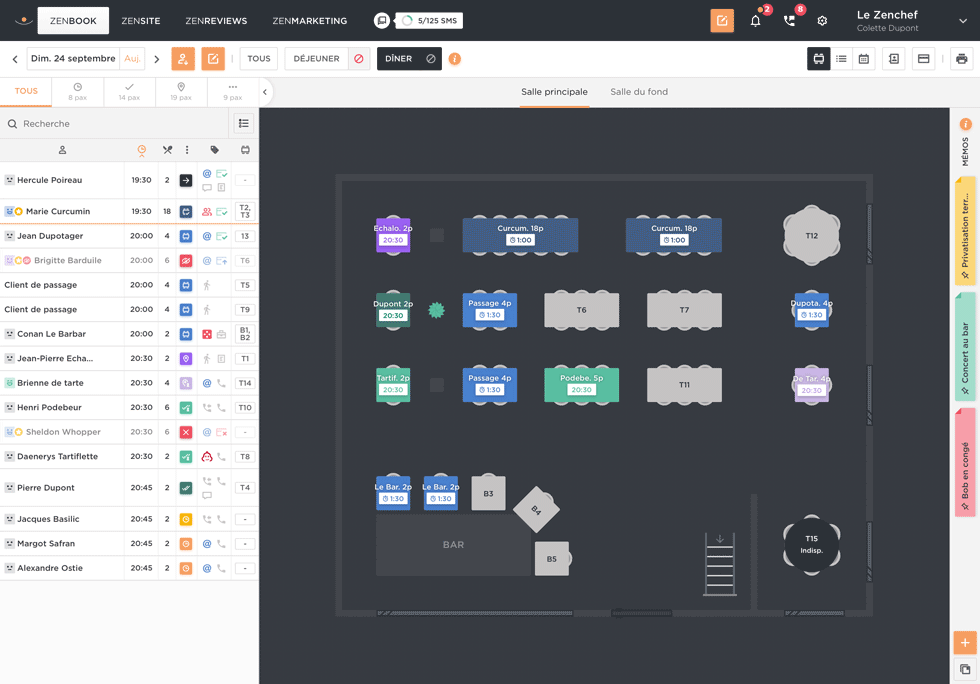 ZENBOOK ZENSITE ZENREVIEWS ZENMARKETING 5/125 SMS 2 8 Le Zenchef
Colette Dupont
Dim. 24 septembre Auj. TOUS DÉJEUNER DÎNER
TOUS 8 pax 14 pax 19 pax 9 pax
Salle principale Salle du fond
Recherche
Hercule Poireau 19:30 2 -
Marie Curcumin 19:30 18 T2, T3
Jean Dupotager 20:00 4 13
Brigitte Barduile 20:00 6 T6
Client de passage 20:00 4 T5
Client de passage 20:00 4 T9
Conan Le Barbar 20:00 2 B1, B2
Jean-Pierre Echa... 20:30 2 T1
Brienne de tarte 20:30 4 T14
Henri Podebeur 20:30 6 T10
Sheldon Whopper 20:30 6 -
Daenerys Tartiflette 20:30 2 T8
Pierre Dupont 20:45 2 T4
Jacques Basilic 20:45 2 -
Margot Safran 20:45 2 -
Alexandre Ostie 20:45 2 -
Echalo. 2p
20:30
Curcum. 18p
1:00
Curcum. 18p
1:00
T12
Dupont 2p
20:30
Passage 4p
1:30
T6
T7
Dupota. 4p
1:30
Tartif. 2p
20:30
Passage 4p
1:30
Podebe. 5p
20:30
T11
De Tar. 4p
20:30
Le Bar. 2p
1:30
Le Bar. 2p
1:30
B3
B4
BAR
B5
T15
Indisp.
MÉMOS
Privatisation terr...
Concert au bar
Bob en congé